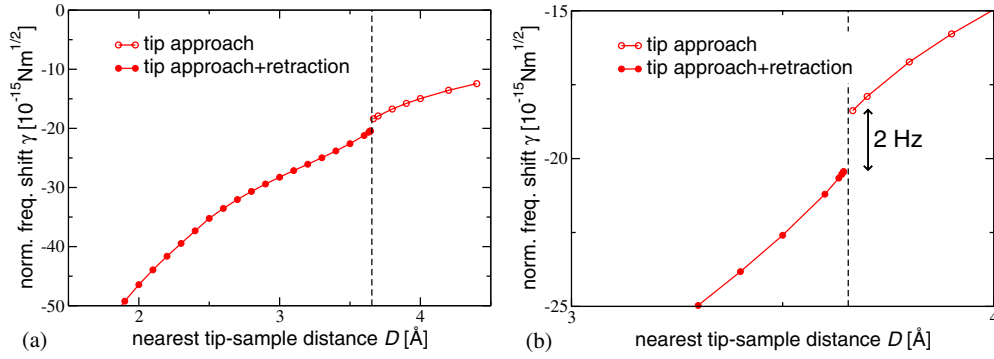 0
-10
-20
-30
-40
-50
norm. freq. shift γ [10^-15Nm^1/2]
tip approach
tip approach+retraction
2
3
4
(a)
nearest tip-sample distance D [Å]
-15
-20
-25
norm. freq. shift γ [10^-15Nm^1/2]
tip approach
tip approach+retraction
2 Hz
3
4
(b)
nearest tip-sample distance D [Å]